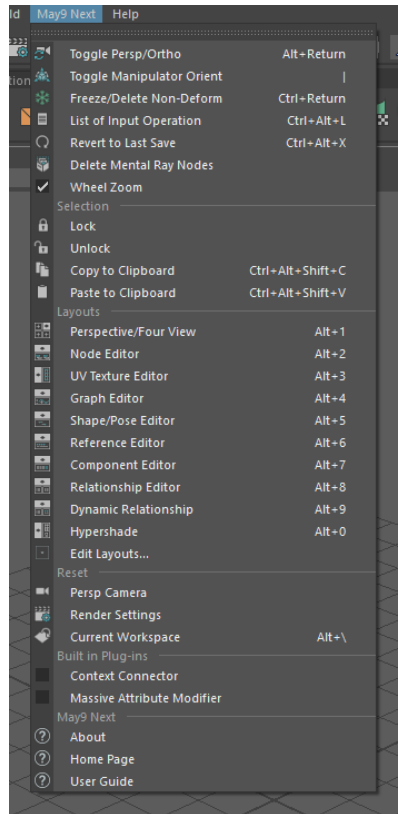 ld May9 Next Help
Toggle Persp/Ortho Alt+Return
tion Toggle Manipulator Orient |
Freeze/Delete Non-Deform Ctrl+Return
List of Input Operation Ctrl+Alt+L
Revert to Last Save Ctrl+Alt+X
Delete Mental Ray Nodes
Wheel Zoom
Selection
Lock
Unlock
Copy to Clipboard Ctrl+Alt+Shift+C
Paste to Clipboard Ctrl+Alt+Shift+V
Layouts
Perspective/Four View Alt+1
Node Editor Alt+2
UV Texture Editor Alt+3
Graph Editor Alt+4
Shape/Pose Editor Alt+5
Reference Editor Alt+6
Component Editor Alt+7
Relationship Editor Alt+8
Dynamic Relationship Alt+9
Hypershade Alt+0
Edit Layouts...
Reset
Persp Camera
Render Settings
Current Workspace Alt+\
Built in Plug-ins
Context Connector
Massive Attribute Modifier
May9 Next
About
Home Page
User Guide